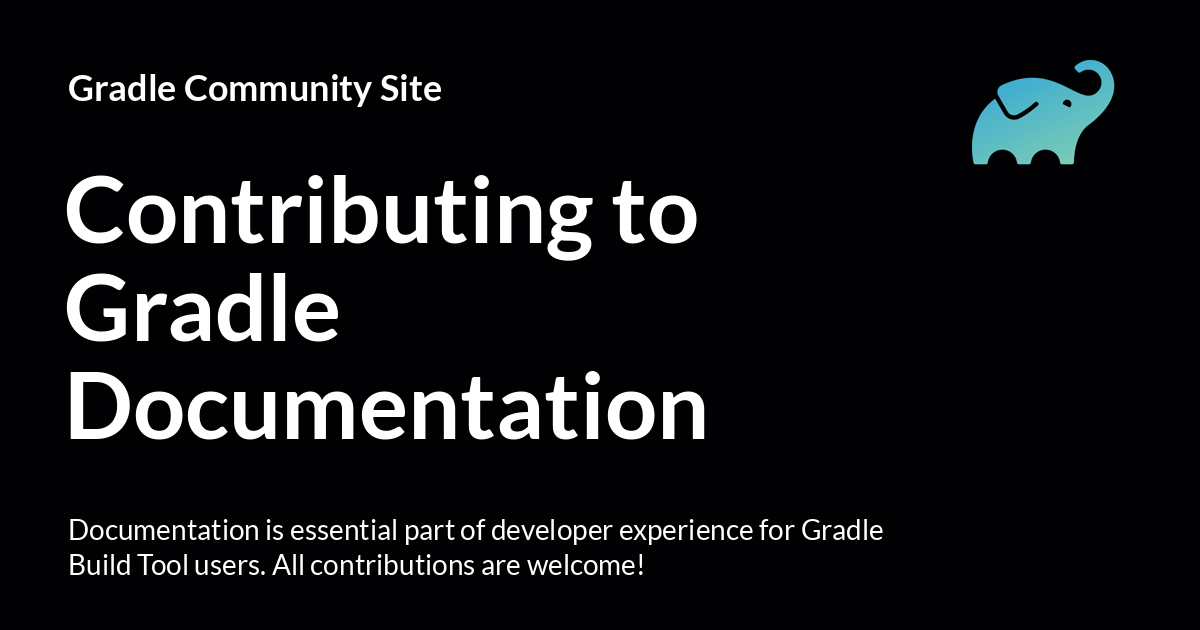 Gradle Community Site
Contributing to
Gradle
Documentation
Documentation is essential part of developer experience for Gradle
Build Tool users. All contributions are welcome!